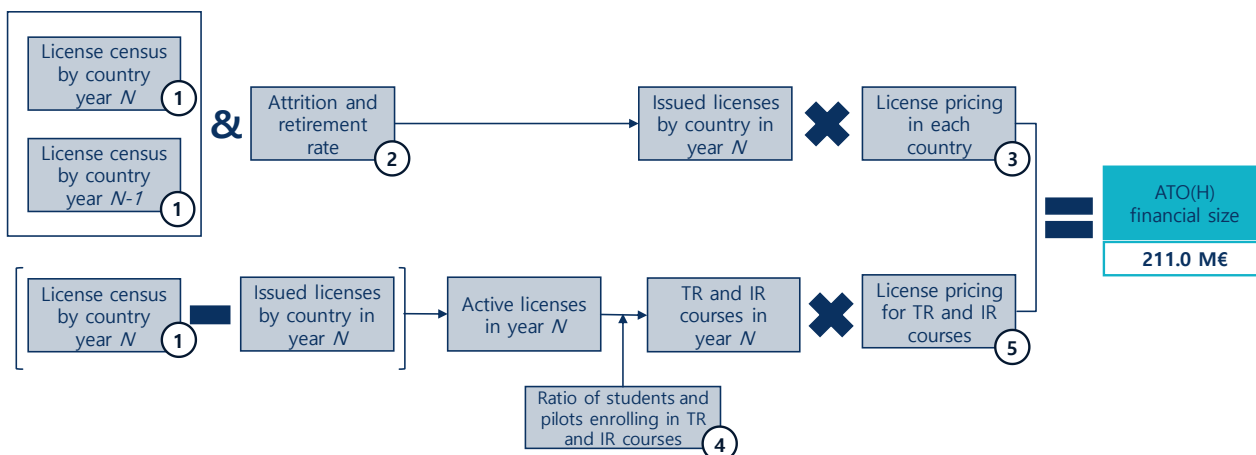 License census
by country
year N
1
License census
by country
year N-1
1
&
Attrition and
retirement
rate
2
Issued licenses
by country in
year N
License pricing
in each
country
3
ATO(H)
financial size
211.0 M€
License census
by country
year N
1
Issued licenses
by country in
year N
Active licenses
in year N
TR and IR
courses in
year N
License pricing
for TR and IR
courses
5
Ratio of students and
pilots enrolling in TR
and IR courses
4